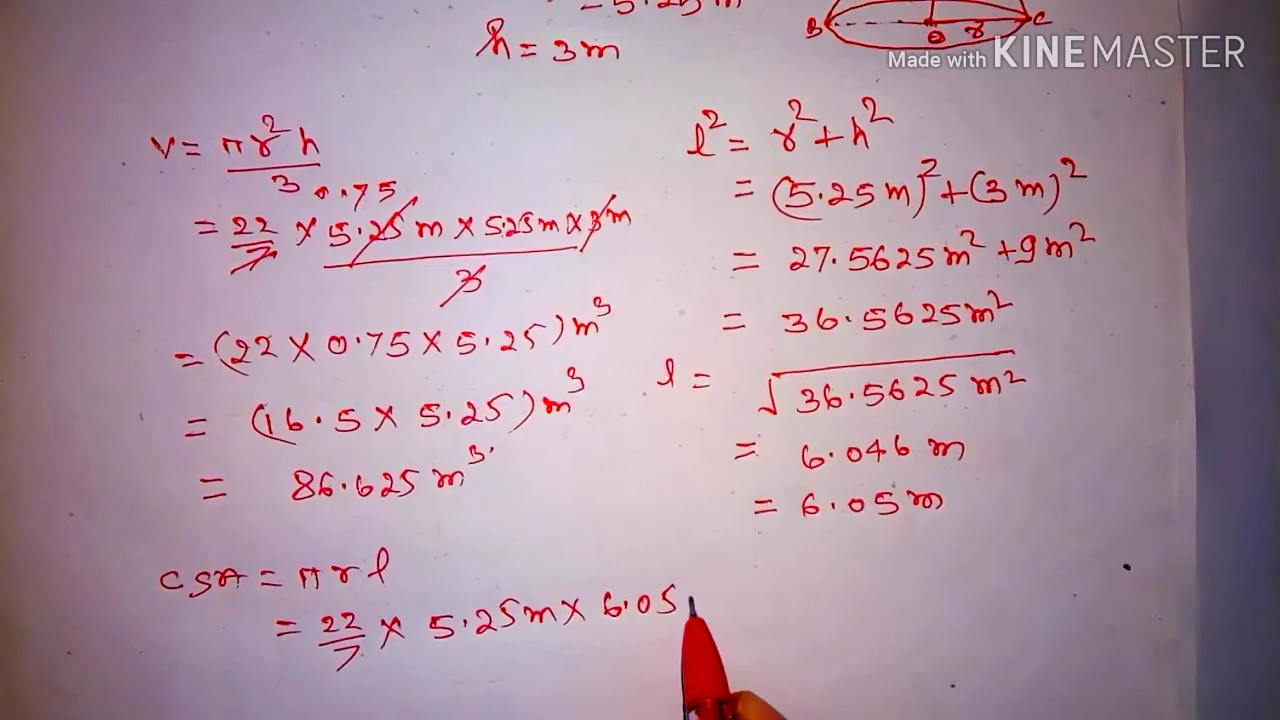 = 5.25 m
h = 3m
B O r C
Made with KINEMASTER
V = πr²h
3
0.75
= 22/7 × 5.25 m × 5.25m × 3m
3
= (22 × 0.75 × 5.25) m³
= (16.5 × 5.25) m³
= 86.625 m³
l² = r² + h²
= (5.25 m)² + (3 m)²
= 27.5625 m² + 9m²
= 36.5625 m²
l = √36.5625 m²
= 6.046 m
= 6.05 m
CSA = πrl
= 22/7 × 5.25m × 6.05